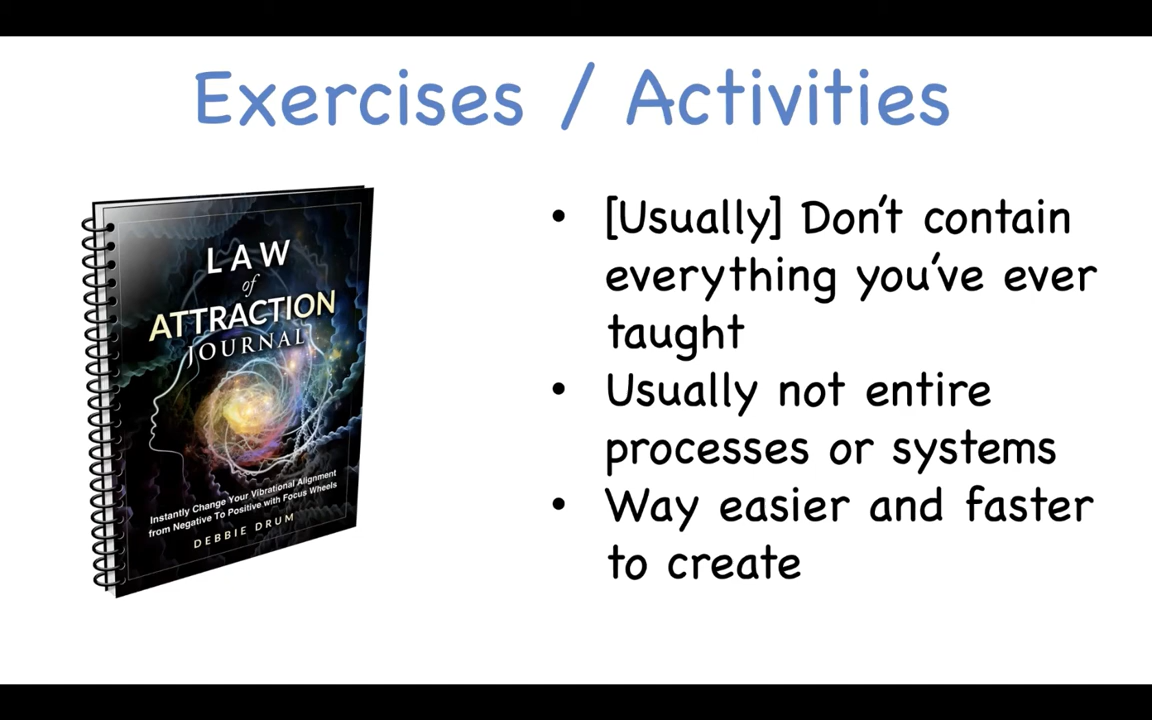 Exercises / Activities
LAW
of
ATTRACTION
JOURNAL
Instantly Change Your Vibrational Alignment
from Negative To Positive with Focus Wheels
DEBBIE DRUM
• [Usually] Don't contain
everything you've ever
taught
• Usually not entire
processes or systems
• Way easier and faster
to create